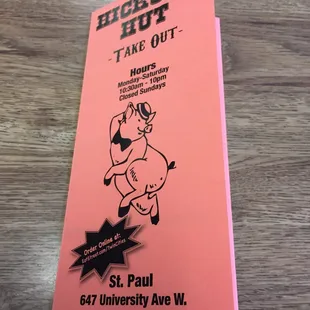 HUT
-TAKE OUT-
Hours
Monday-Saturday
10:30am - 10pm
Closed Sundays
Order Online at:
St. Paul
647 University Ave W.